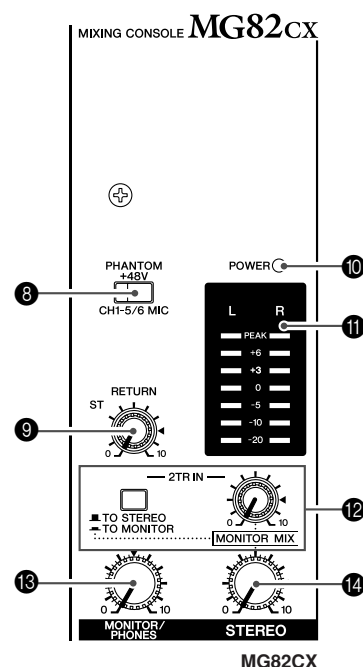 MIXING CONSOLE MG82CX
PHANTOM
+48V
8
CH1-5/6 MIC
POWER
10
L R
11
PEAK
+6
+3
0
-5
-10
-20
RETURN
ST
9
0 10
2TR IN
TO STEREO
TO MONITOR
0 10
MONITOR MIX
12
13
0 10
MONITOR/
PHONES
14
0 10
STEREO
MG82CX